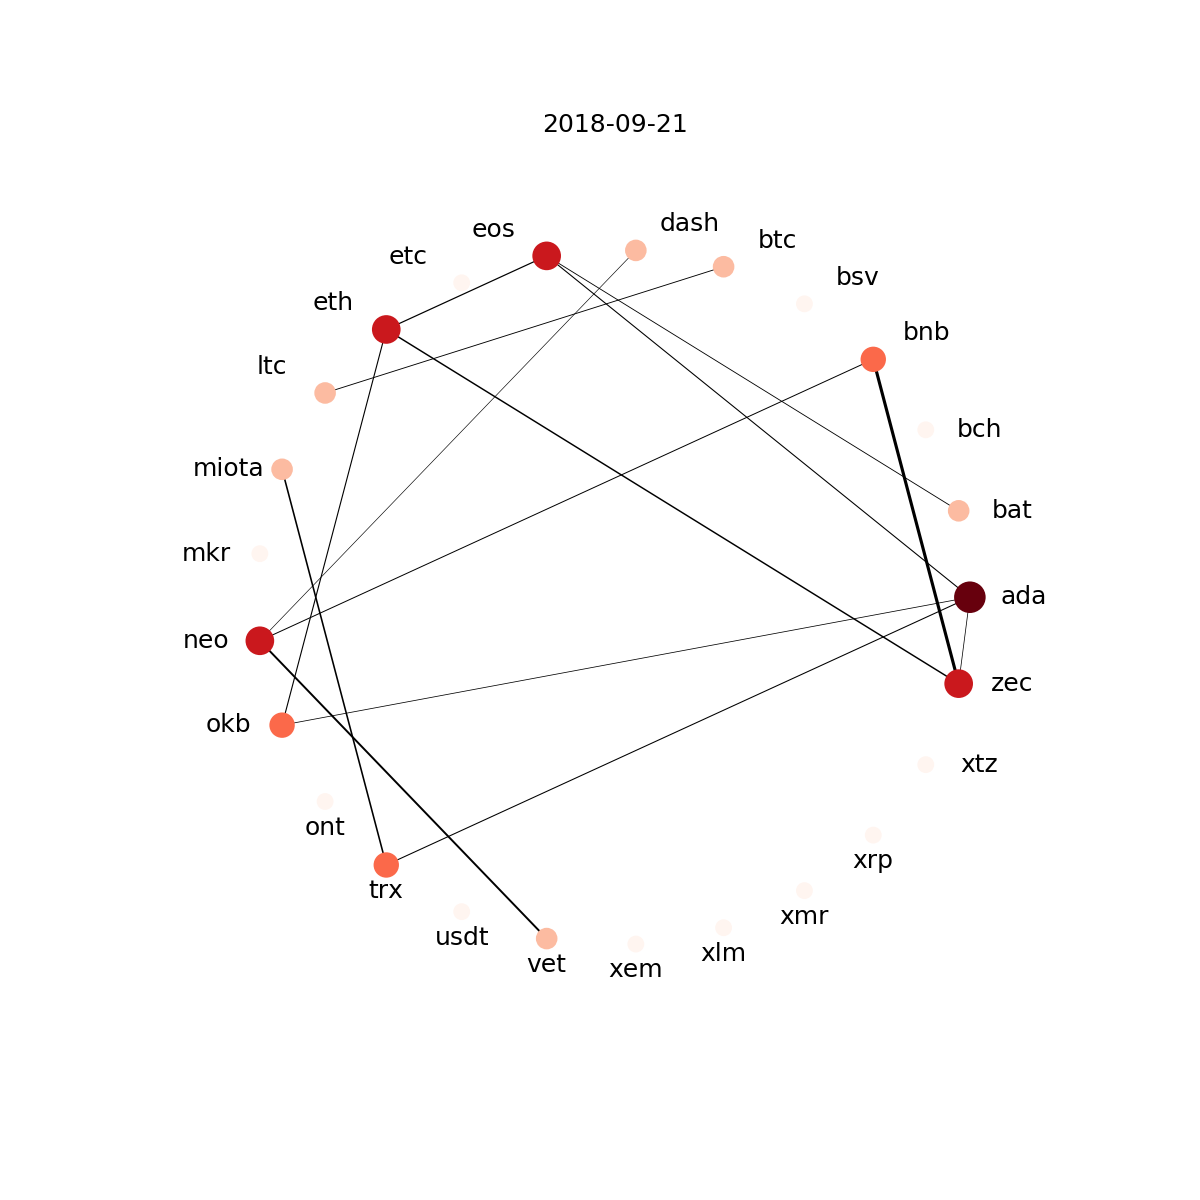 2018-09-21
dash
eos
btc
etc
bsv
eth
bnb
ltc
bch
miota
bat
mkr
ada
neo
zec
okb
xtz
ont
xrp
trx
xmr
usdt
xlm
vet
xem